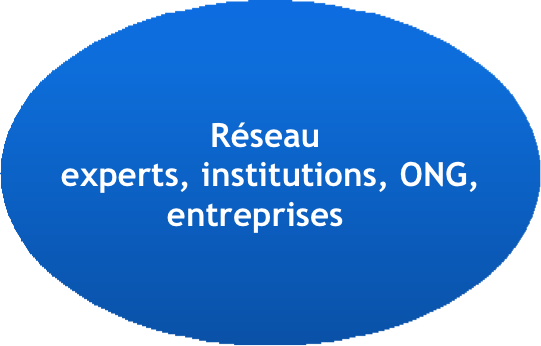 Réseau
experts, institutions, ONG,
entreprises